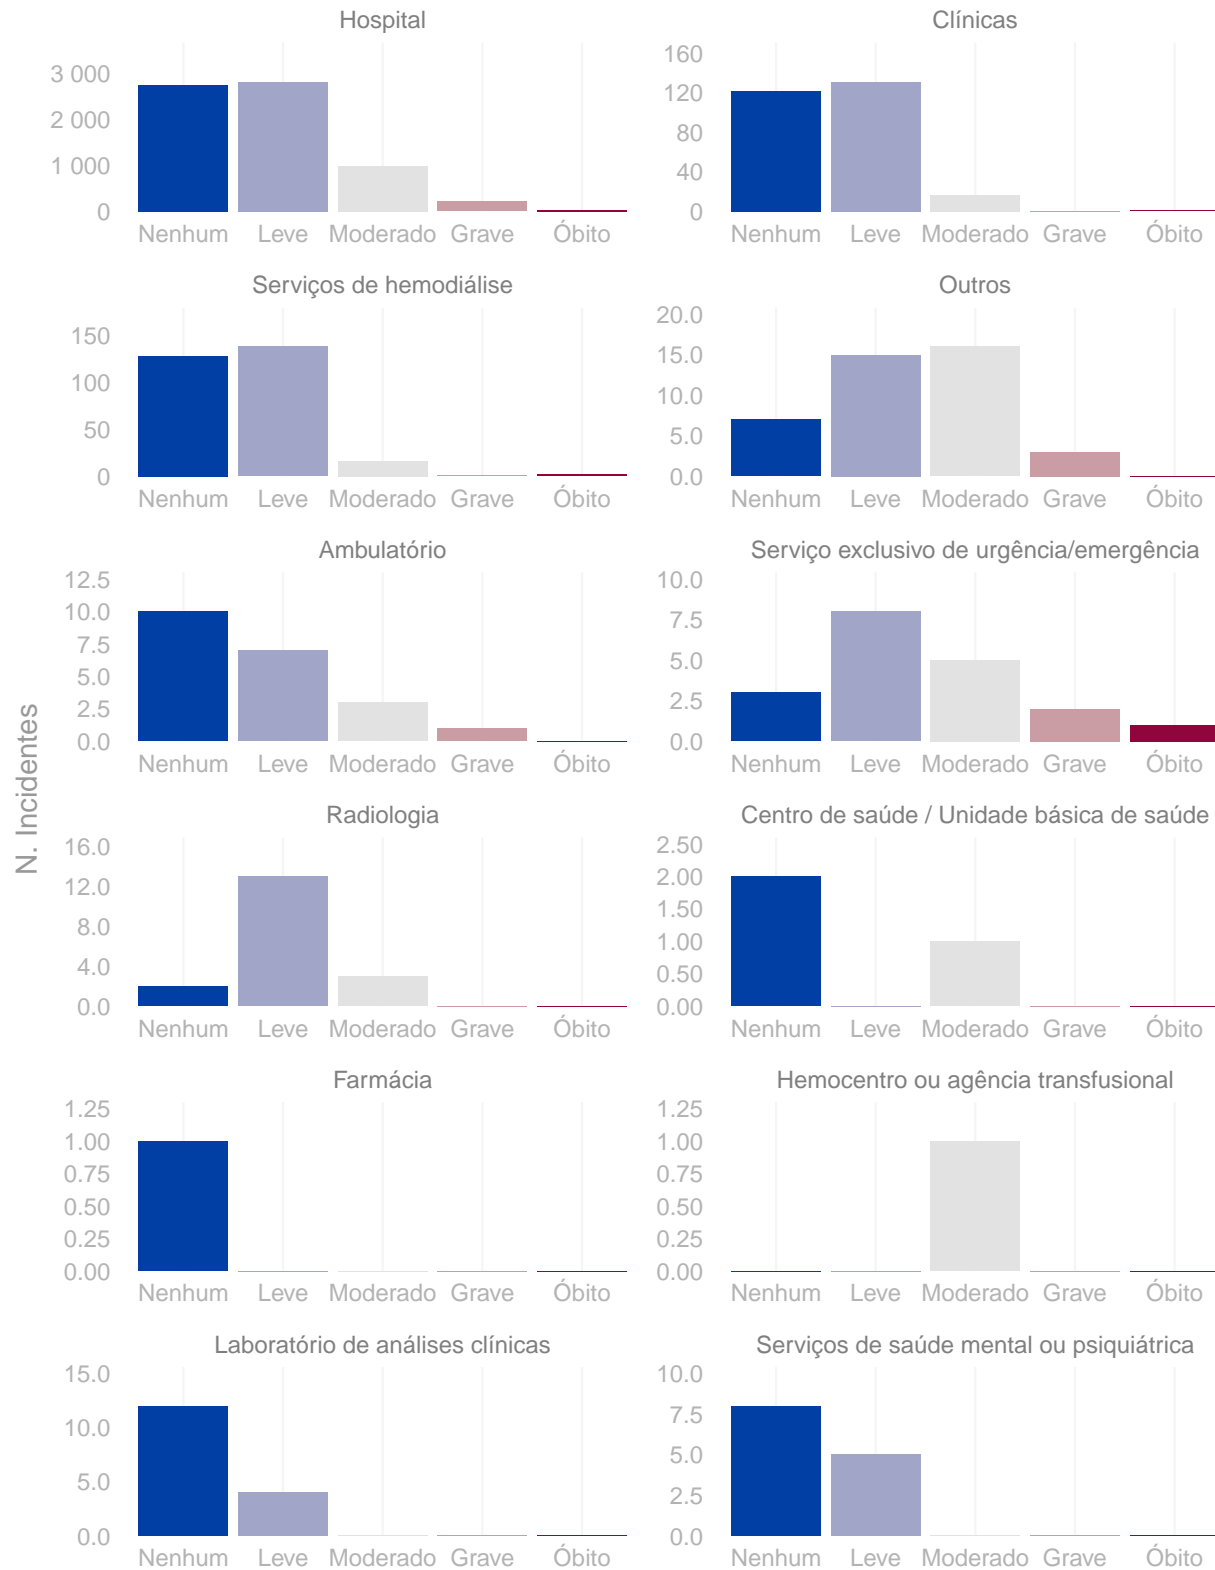 Hospital
3 000
2 000
1 000
0
Nenhum Leve Moderado Grave Óbito
Clínicas
160
120
80
40
0
Nenhum Leve Moderado Grave Óbito
Serviços de hemodiálise
150
100
50
0
Nenhum Leve Moderado Grave Óbito
Outros
20.0
15.0
10.0
5.0
0.0
Nenhum Leve Moderado Grave Óbito
N. Incidentes
Ambulatório
12.5
10.0
7.5
5.0
2.5
0.0
Nenhum Leve Moderado Grave Óbito
Serviço exclusivo de urgência/emergência
10.0
7.5
5.0
2.5
0.0
Nenhum Leve Moderado Grave Óbito
Radiologia
16.0
12.0
8.0
4.0
0.0
Nenhum Leve Moderado Grave Óbito
Centro de saúde / Unidade básica de saúde
2.50
2.00
1.50
1.00
0.50
0.00
Nenhum Leve Moderado Grave Óbito
Farmácia
1.25
1.00
0.75
0.50
0.25
0.00
Nenhum Leve Moderado Grave Óbito
Hemocentro ou agência transfusional
1.25
1.00
0.75
0.50
0.25
0.00
Nenhum Leve Moderado Grave Óbito
Laboratório de análises clínicas
15.0
10.0
5.0
0.0
Nenhum Leve Moderado Grave Óbito
Serviços de saúde mental ou psiquiátrica
10.0
7.5
5.0
2.5
0.0
Nenhum Leve Moderado Grave Óbito